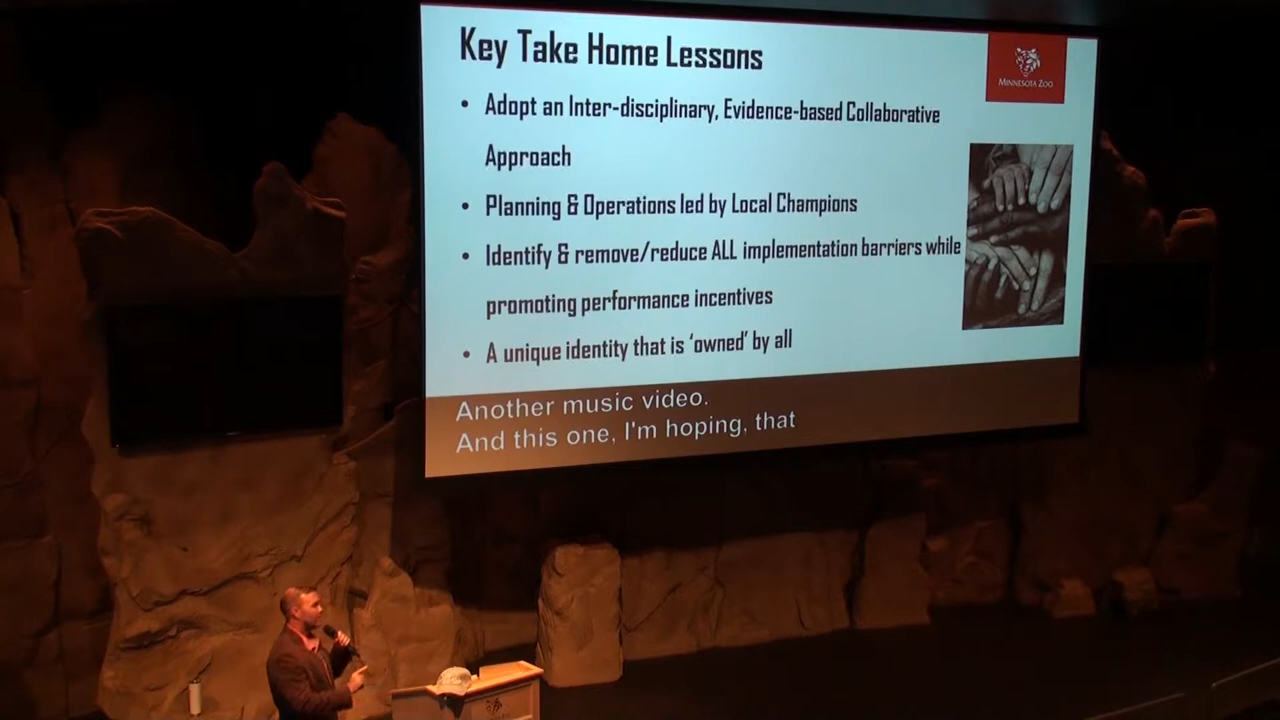 Key Take Home Lessons
MINNESOTA ZOO
• Adopt an Inter-disciplinary, Evidence-based Collaborative
Approach
• Planning & Operations led by Local Champions
• Identify & remove/reduce ALL implementation barriers while
promoting performance incentives
• A unique identity that is ‘owned’ by all
Another music video.
And this one, I'm hoping, that